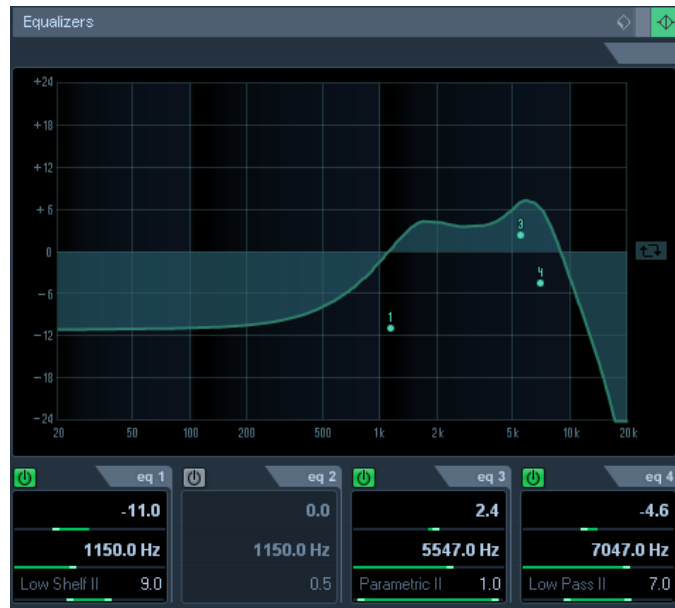 Equalizers
+24
+18
+12
+6
0
-6
-12
-18
-24
20 50 100 200 500 1k 2k 5k 10k 20k
1
3
4
eq 1 eq 2 eq 3 eq 4
-11.0 0.0 2.4 -4.6
1150.0 Hz 1150.0 Hz 5547.0 Hz 7047.0 Hz
Low Shelf II 9.0 0.5 Parametric II 1.0 Low Pass II 7.0